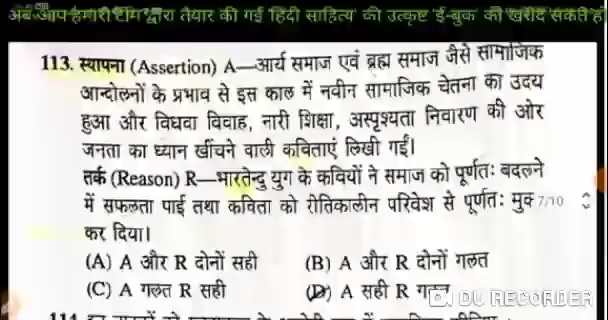 अब आप हमारी टीम द्वारा तैयार की गई हिंदी साहित्य की उत्कृष्ट ई-बुक को खरीद सकते हो
113. स्थापना (Assertion) A—आर्य समाज एवं ब्रह्म समाज जैसे सामाजिक
आन्दोलनों के प्रभाव से इस काल में नवीन सामाजिक चेतना का उदय
हुआ और विधवा विवाह, नारी शिक्षा, अस्पृश्यता निवारण की ओर
जनता का ध्यान खींचने वाली कविताएं लिखी गईं।
तर्क (Reason) R—भारतेन्दु युग के कवियों ने समाज को पूर्णतः बदलने
में सफलता पाई तथा कविता को रीतिकालीन परिवेश से पूर्णतः मुक्त 7/10
कर दिया।
(A) A और R दोनों सही (B) A और R दोनों गलत
(C) A गलत R सही (D) A सही R गलत
DU RECORDER
114.